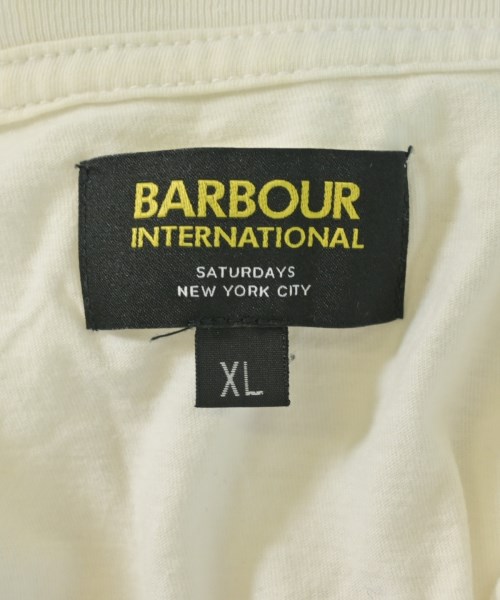 BARBOUR
INTERNATIONAL
SATURDAYS
NEW YORK CITY
XL